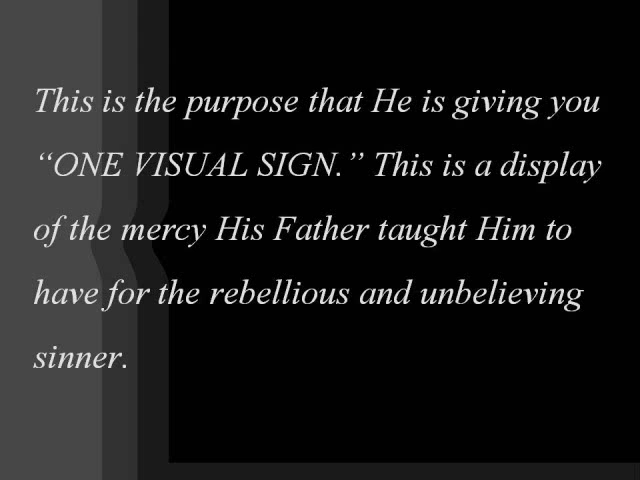 This is the purpose that He is giving you
“ONE VISUAL SIGN.” This is a display
of the mercy His Father taught Him to
have for the rebellious and unbelieving
sinner.